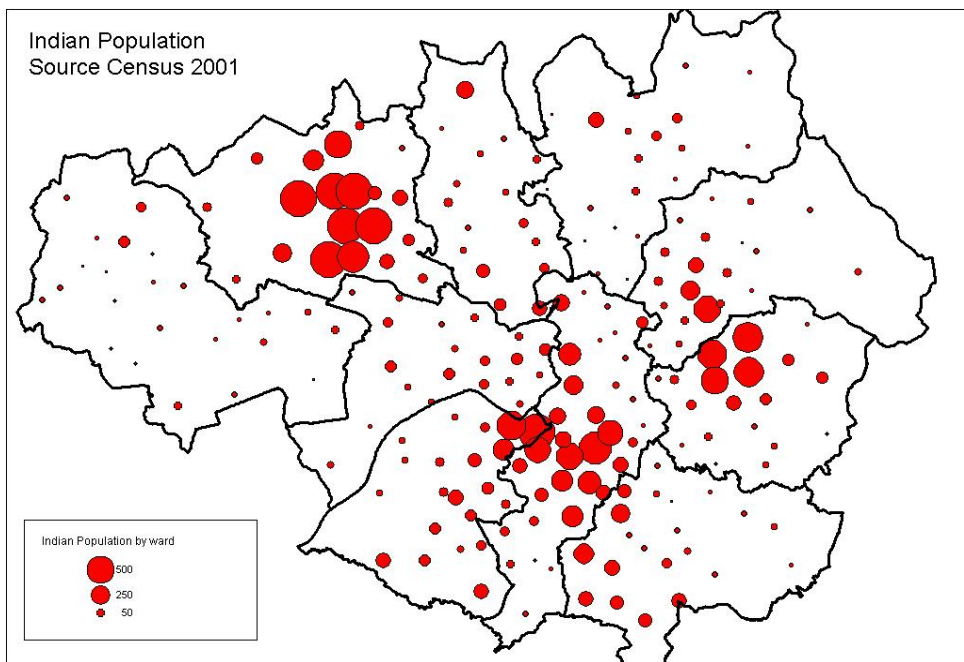 Indian Population
Source Census 2001
Indian Population by ward
500
250
50